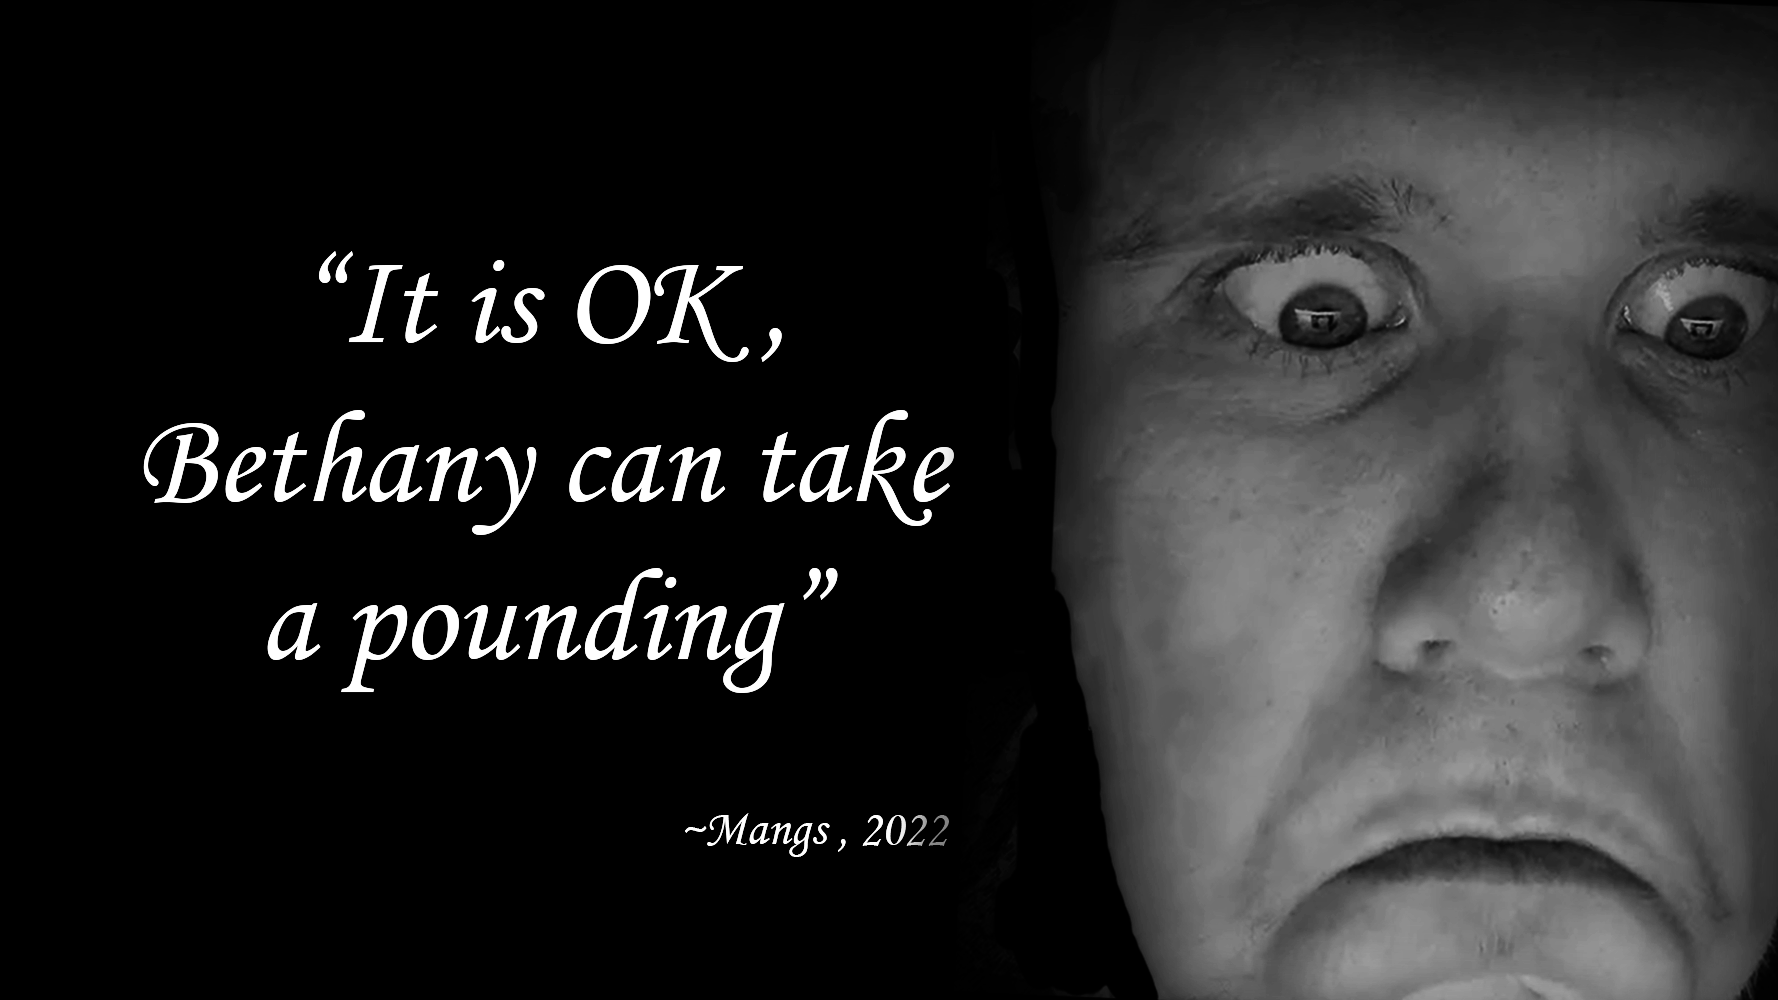 “It is OK ,
Bethany can take
a pounding”
~Mangs , 2022